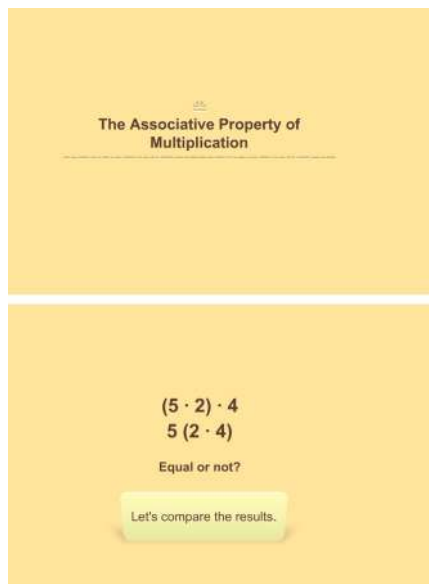 The Associative Property of
Multiplication
(5 · 2) · 4
5 (2 · 4)
Equal or not?
Let's compare the results.